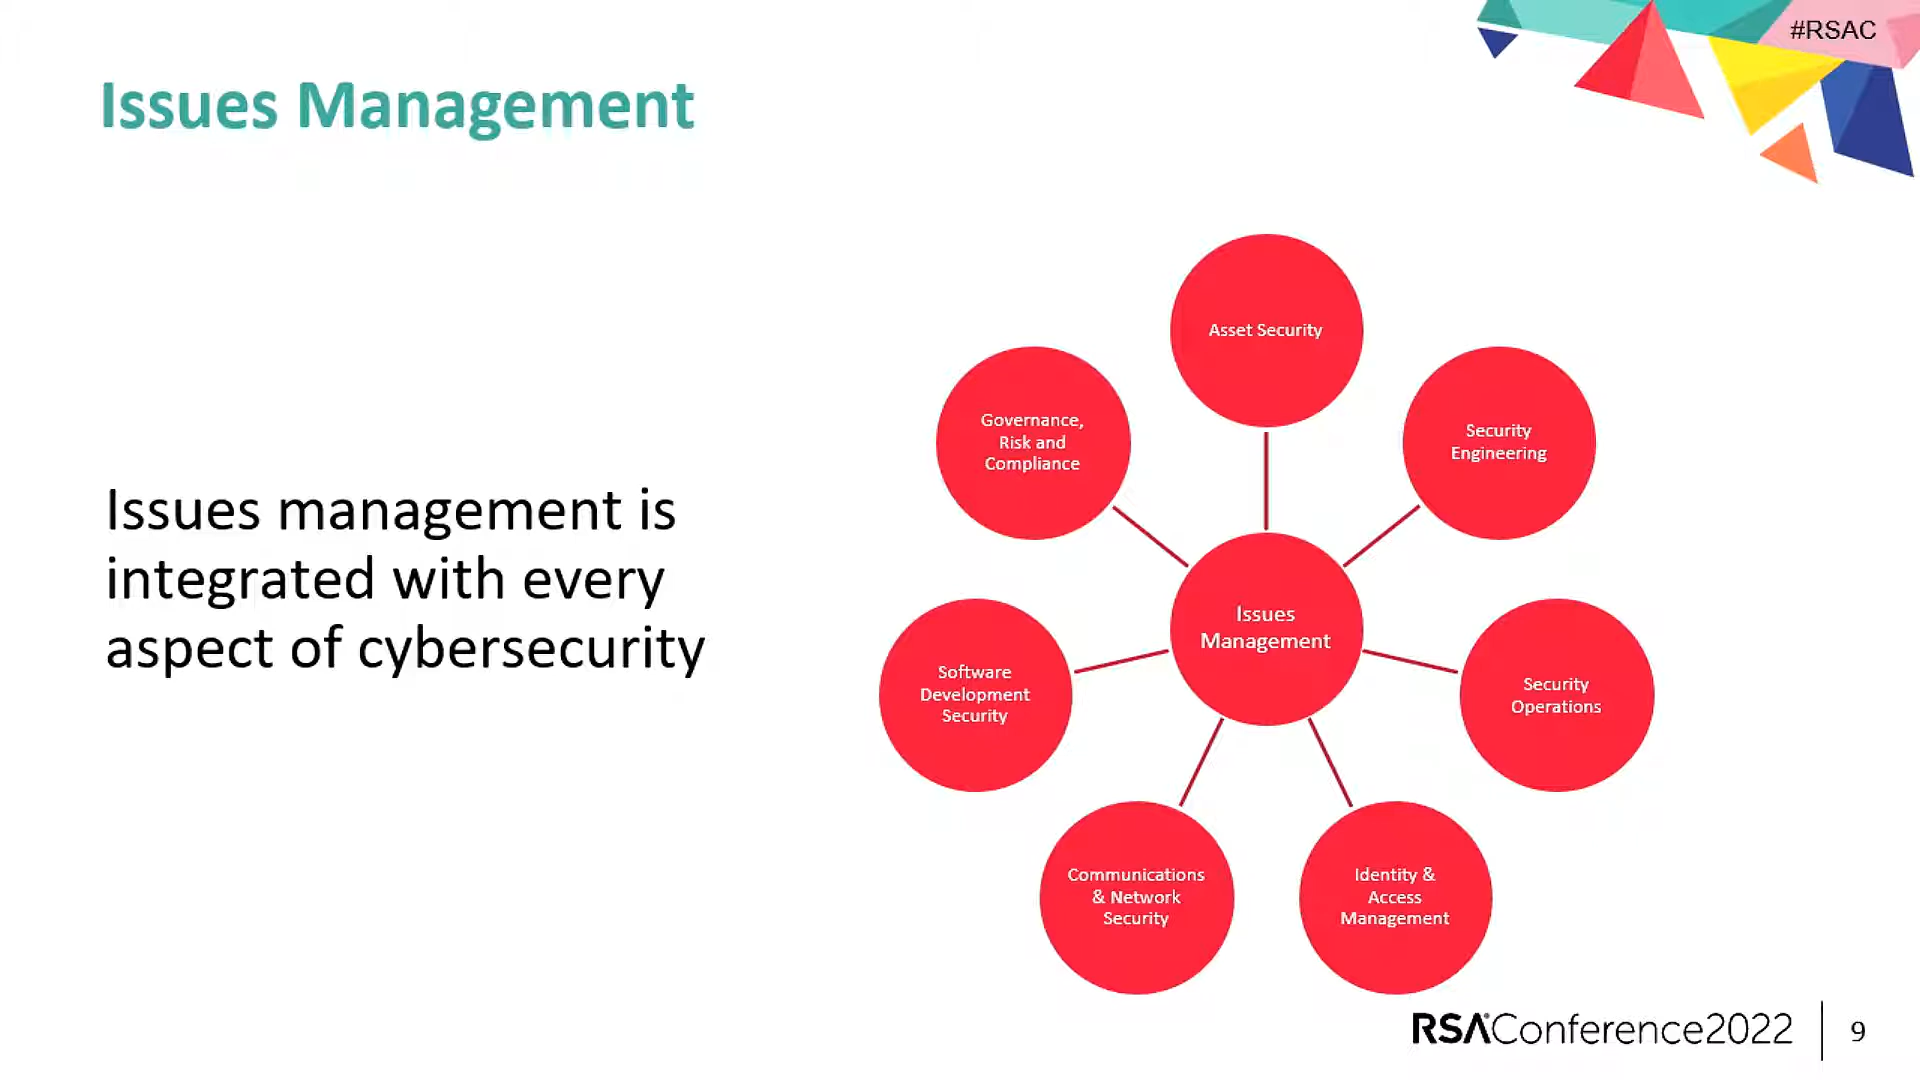 #RSAC
Issues Management
Issues management is
integrated with every
aspect of cybersecurity
Asset Security
Governance,
Risk and
Compliance
Security
Engineering
Issues
Management
Software
Development
Security
Security
Operations
Communications
& Network
Security
Identity &
Access
Management
RSAConference2022
9